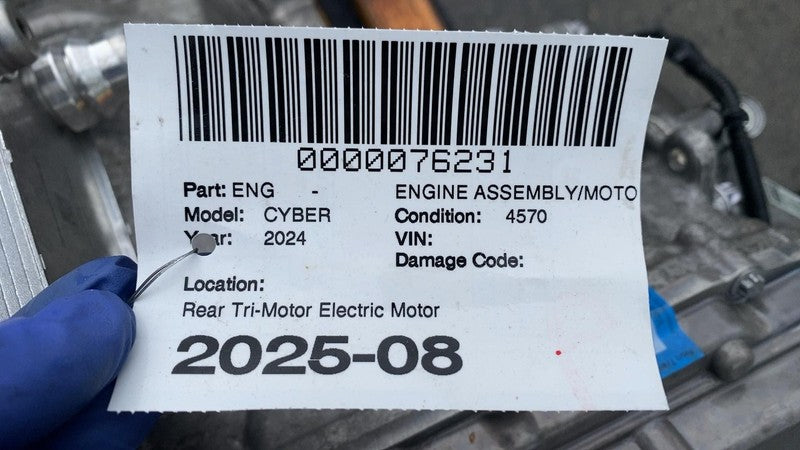 0000076231
Part: ENG - ENGINE ASSEMBLY/MOTO
Model: CYBER Condition: 4570
Year: 2024 VIN:
Damage Code:
Location:
Rear Tri-Motor Electric Motor
2025-08